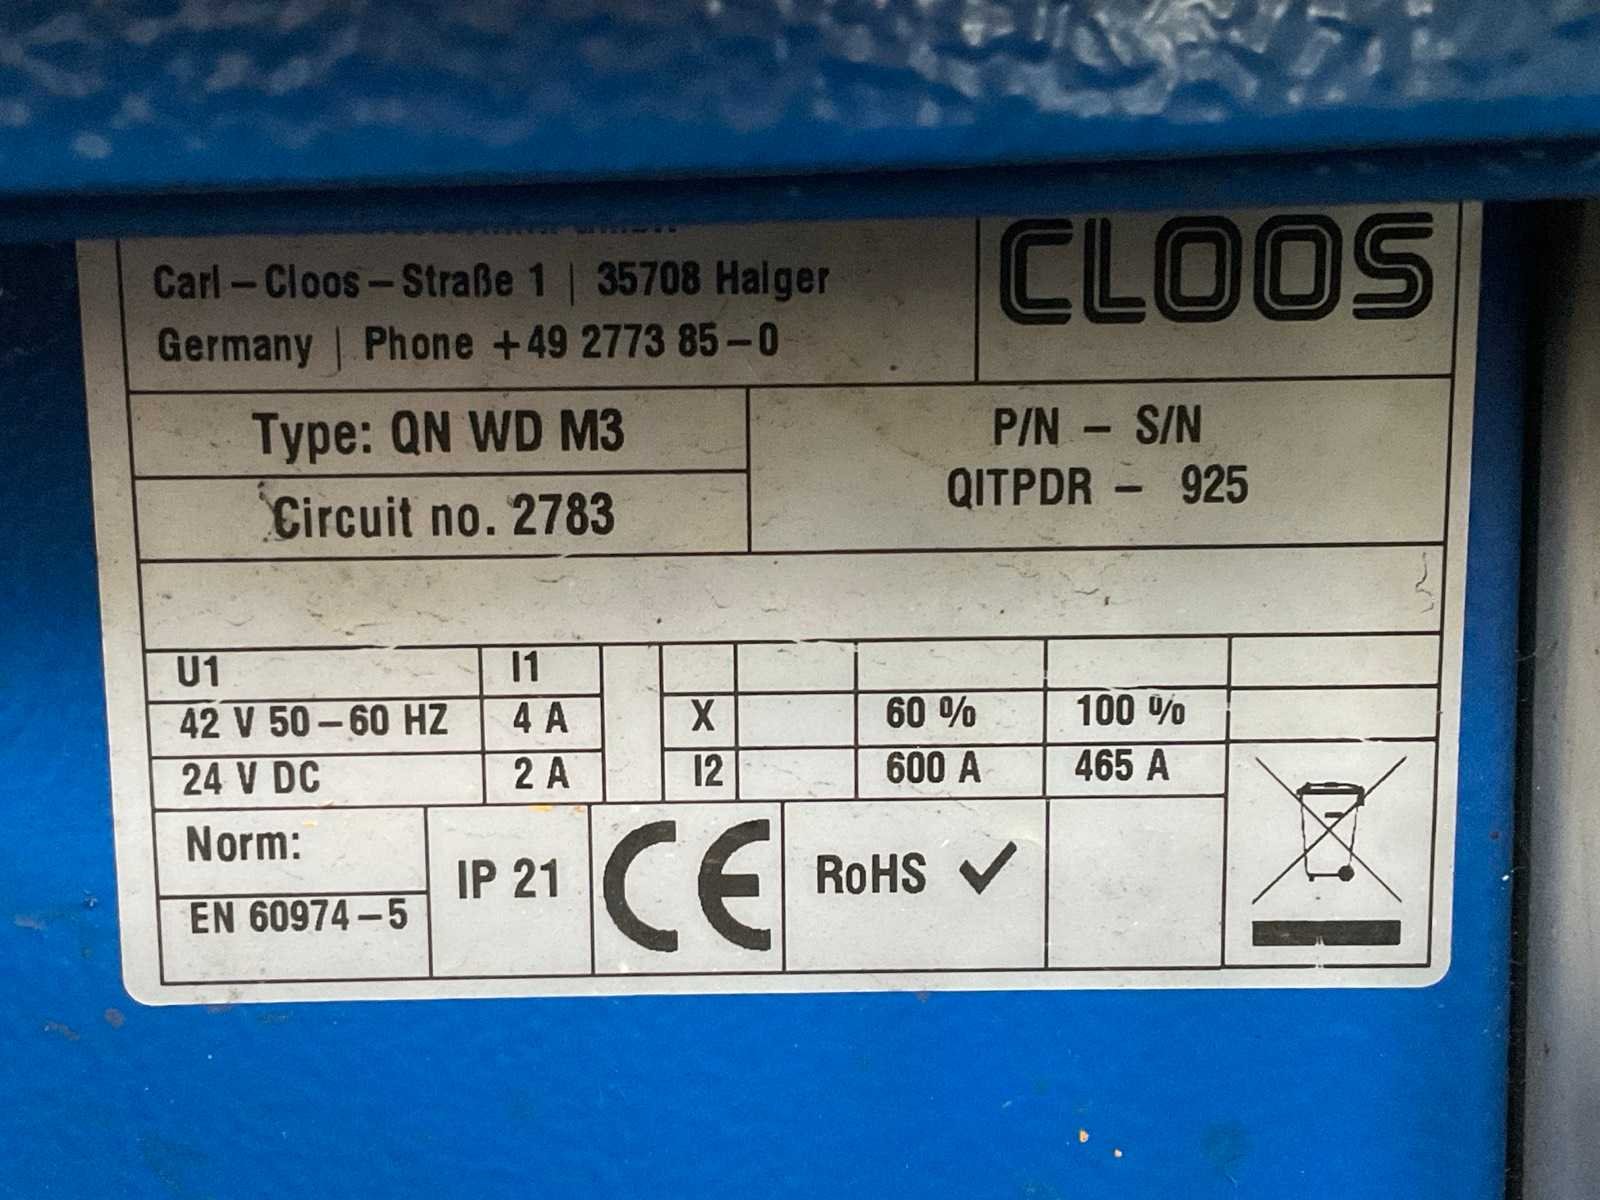 CLOOS
Carl–Cloos–Straße 1 | 35708 Haiger
Germany | Phone +49 2773 85–0
Type: QN WD M3
Circuit no. 2783
P/N – S/N
QITPDR – 925
U1 I1
42 V 50–60 HZ 4 A X 60 % 100 %
24 V DC 2 A I2 600 A 465 A
Norm:
EN 60974–5
IP 21
CE
RoHS ✓